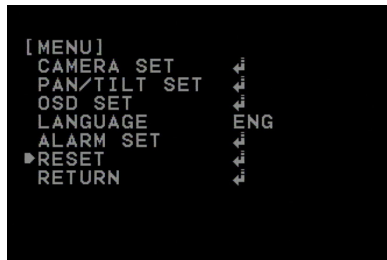 [MENU]
CAMERA SET ↲
PAN/TILT SET ↲
OSD SET ↲
LANGUAGE ENG
ALARM SET ↲
▶RESET ↲
RETURN ↲